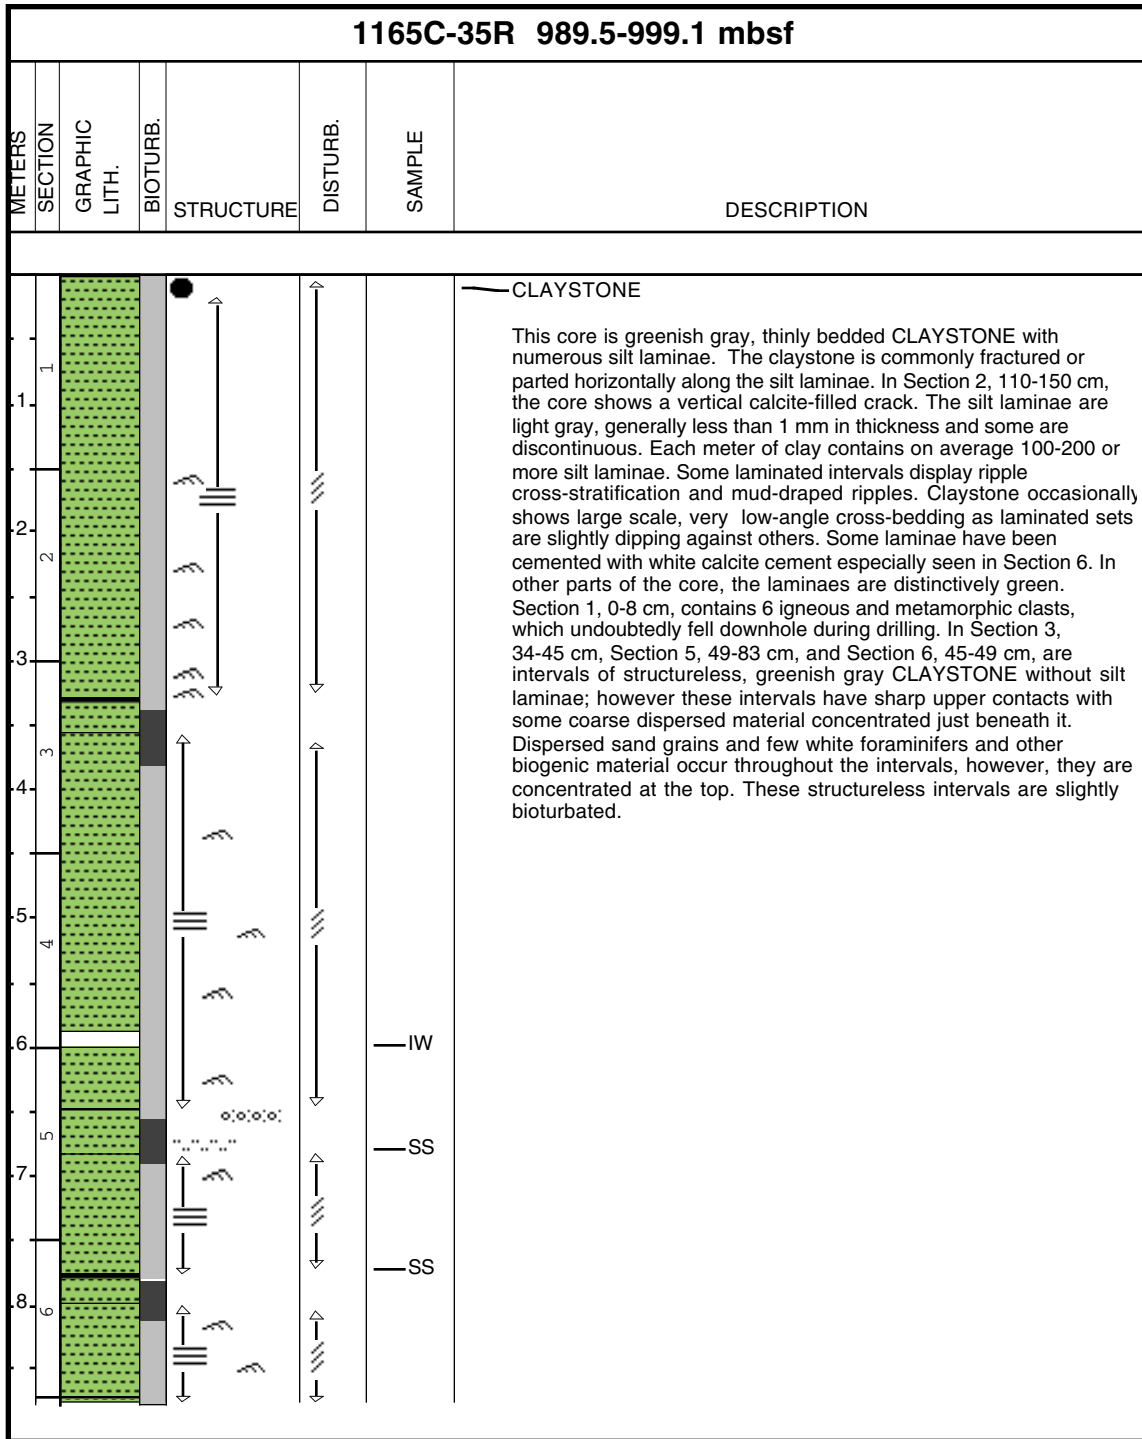 1165C-35R 989.5-999.1 mbsf
METERS
SECTION
GRAPHIC
LITH.
BIOTURB.
STRUCTURE
DISTURB.
SAMPLE
DESCRIPTION
CLAYSTONE
This core is greenish gray, thinly bedded CLAYSTONE with
numerous silt laminae. The claystone is commonly fractured or
parted horizontally along the silt laminae. In Section 2, 110-150 cm,
the core shows a vertical calcite-filled crack. The silt laminae are
light gray, generally less than 1 mm in thickness and some are
discontinuous. Each meter of clay contains on average 100-200 or
more silt laminae. Some laminated intervals display ripple
cross-stratification and mud-draped ripples. Claystone occasionally
shows large scale, very low-angle cross-bedding as laminated sets
are slightly dipping against others. Some laminae have been
cemented with white calcite cement especially seen in Section 6. In
other parts of the core, the laminaes are distinctively green.
Section 1, 0-8 cm, contains 6 igneous and metamorphic clasts,
which undoubtedly fell downhole during drilling. In Section 3,
34-45 cm, Section 5, 49-83 cm, and Section 6, 45-49 cm, are
intervals of structureless, greenish gray CLAYSTONE without silt
laminae; however these intervals have sharp upper contacts with
some coarse dispersed material concentrated just beneath it.
Dispersed sand grains and few white foraminifers and other
biogenic material occur throughout the intervals, however, they are
concentrated at the top. These structureless intervals are slightly
bioturbated.
1
1
2
2
3
3
4
5
4
6
IW
5
SS
7
SS
8
6